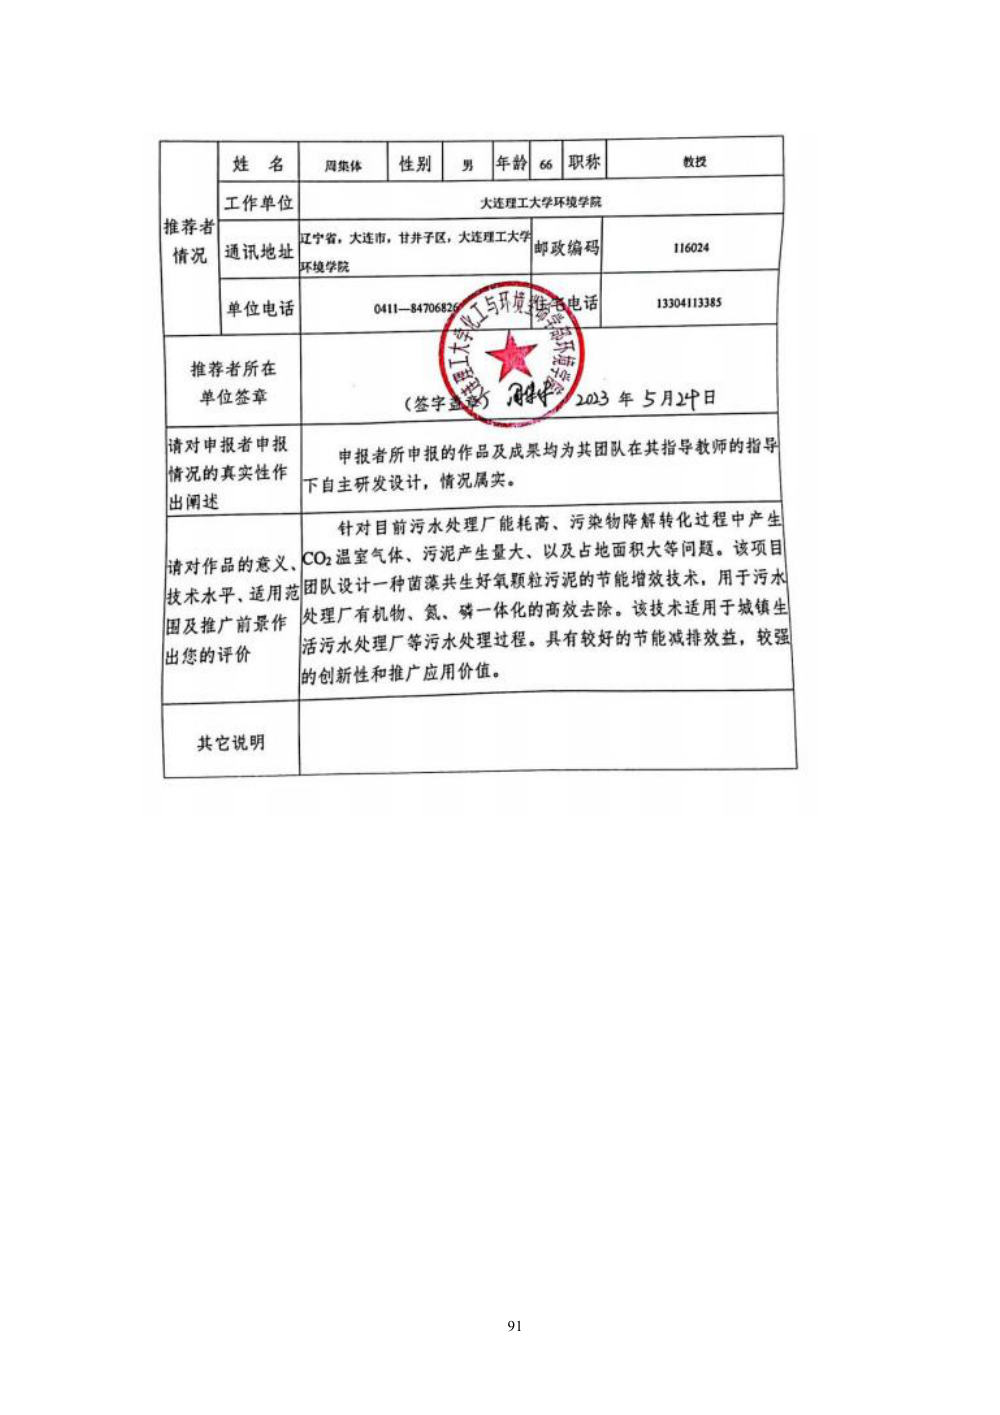 姓 名 周集体 性别 男 年龄 66 职称 教授
工作单位 大连理工大学环境学院
推荐者
情况
通讯地址
辽宁省，大连市，甘井子区，大连理工大学
环境学院
邮政编码 116024
单位电话 0411—84706826 住宅电话 13304113385
推荐者所在
单位签章
（签字盖章） 2023 年 5 月 24 日
请对申报者申报
情况的真实性作
出阐述
申报者所申报的作品及成果均为其团队在其指导教师的指导
下自主研发设计，情况属实。
请对作品的意义、
技术水平、适用范
围及推广前景作
出您的评价
针对目前污水处理厂能耗高、污染物降解转化过程中产生
CO₂温室气体、污泥产生量大、以及占地面积大等问题。该项目
团队设计一种菌藻共生好氧颗粒污泥的节能增效技术，用于污水
处理厂有机物、氮、磷一体化的高效去除。该技术适用于城镇生
活污水处理厂等污水处理过程。具有较好的节能减排效益，较强
的创新性和推广应用价值。
其它说明
91